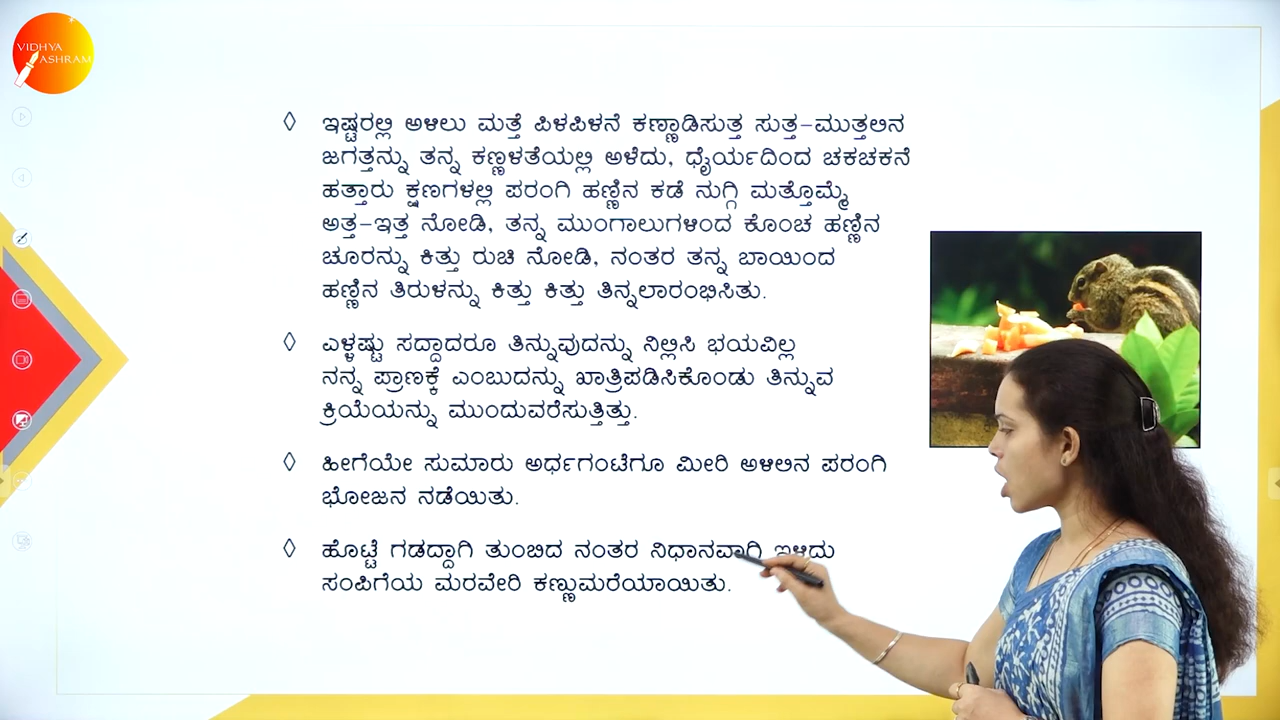 VIDHYA
ASHRAM
ಇಷ್ಟರಲ್ಲಿ ಅಳಿಲು ಮತ್ತೆ ಪಿಳಪಿಳನೆ ಕಣ್ಣಾಡಿಸುತ್ತ ಸುತ್ತ-ಮುತ್ತಲಿನ
ಜಗತ್ತನ್ನು ತನ್ನ ಕಣ್ಣಳತೆಯಲ್ಲಿ ಅಳೆದು, ಧೈರ್ಯದಿಂದ ಚಕಚಕನೆ
ಹತ್ತಾರು ಕ್ಷಣಗಳಲ್ಲಿ ಪರಂಗಿ ಹಣ್ಣಿನ ಕಡೆ ನುಗ್ಗಿ ಮತ್ತೊಮ್ಮೆ
ಅತ್ತ-ಇತ್ತ ನೋಡಿ, ತನ್ನ ಮುಂಗಾಲುಗಳಿಂದ ಕೊಂಚ ಹಣ್ಣಿನ
ಚೂರನ್ನು ಕಿತ್ತು ರುಚಿ ನೋಡಿ, ನಂತರ ತನ್ನ ಬಾಯಿಂದ
ಹಣ್ಣಿನ ತಿರುಳನ್ನು ಕಿತ್ತು ಕಿತ್ತು ತಿನ್ನಲಾರಂಭಿಸಿತು.
ಎಳ್ಳಷ್ಟು ಸದ್ದಾದರೂ ತಿನ್ನುವುದನ್ನು ನಿಲ್ಲಿಸಿ ಭಯವಿಲ್ಲ
ನನ್ನ ಪ್ರಾಣಕ್ಕೆ ಎಂಬುದನ್ನು ಖಾತ್ರಿಪಡಿಸಿಕೊಂಡು ತಿನ್ನುವ
ಕ್ರಿಯೆಯನ್ನು ಮುಂದುವರೆಸುತ್ತಿತ್ತು.
ಹೀಗೆಯೇ ಸುಮಾರು ಅರ್ಧಗಂಟೆಗೂ ಮೀರಿ ಅಳಿಲಿನ ಪರಂಗಿ
ಭೋಜನ ನಡೆಯಿತು.
ಹೊಟ್ಟೆ ಗಡದ್ದಾಗಿ ತುಂಬಿದ ನಂತರ ನಿಧಾನವಾಗಿ ಇಳಿದು
ಸಂಪಿಗೆಯ ಮರವೇರಿ ಕಣ್ಣುಮರೆಯಾಯಿತು.